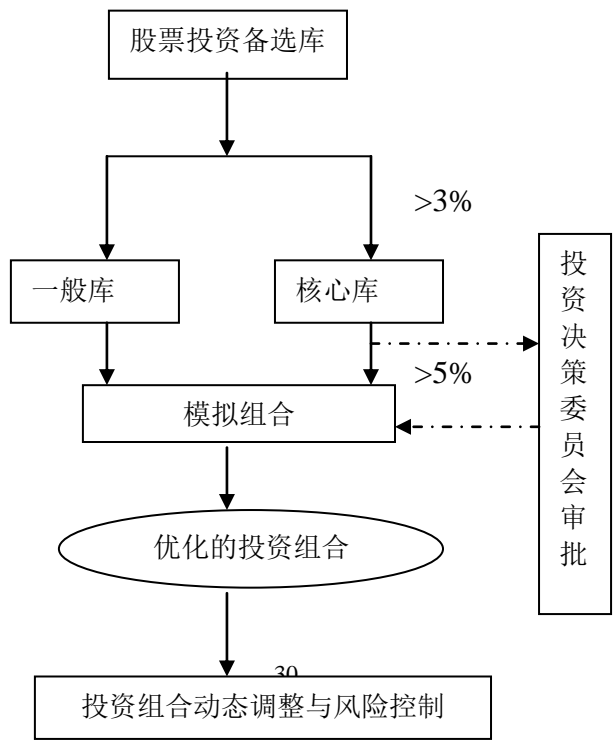 股票投资备选库
>3%
一般库
核心库
投资决策委员会审批
>5%
模拟组合
优化的投资组合
30
投资组合动态调整与风险控制